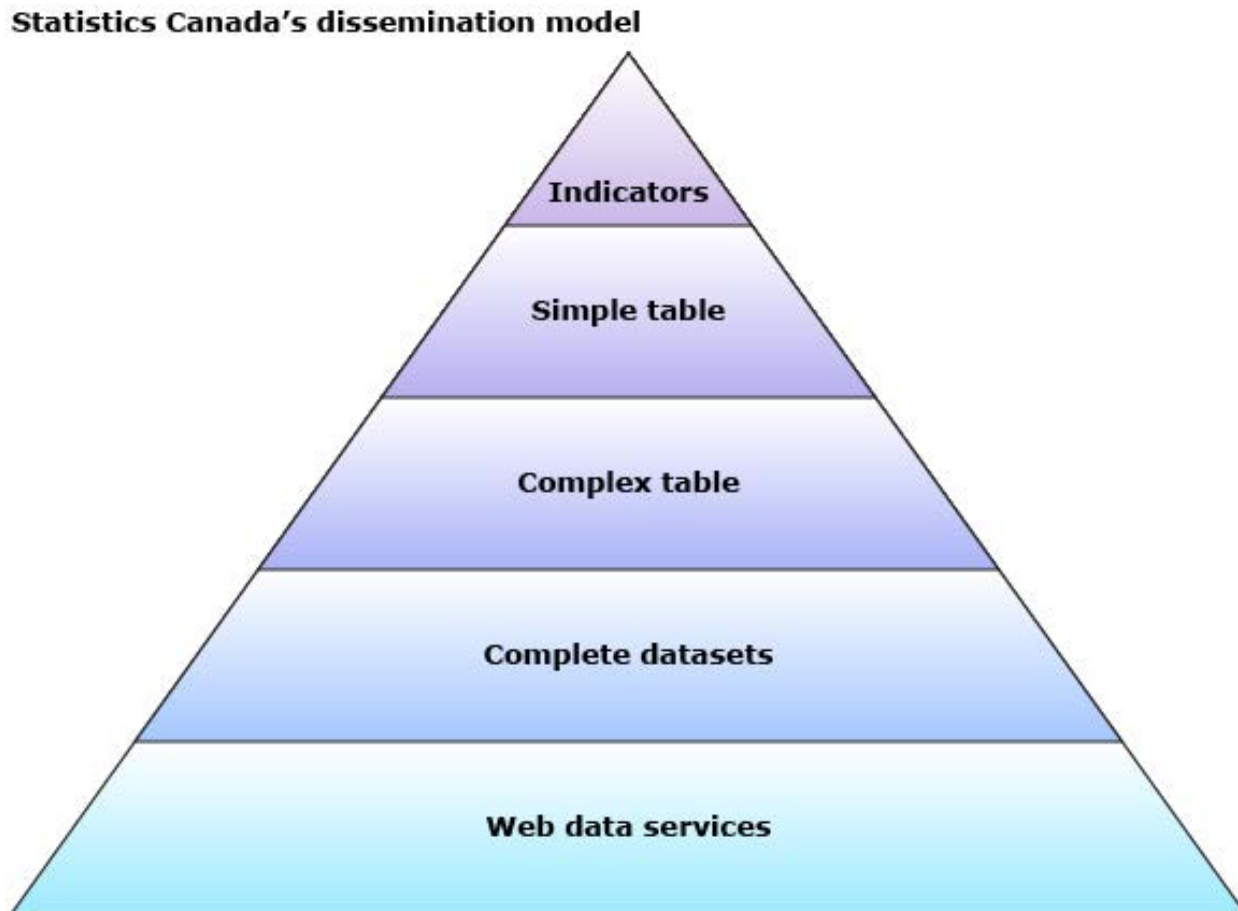 Statistics Canada’s dissemination model
Indicators
Simple table
Complex table
Complete datasets
Web data services